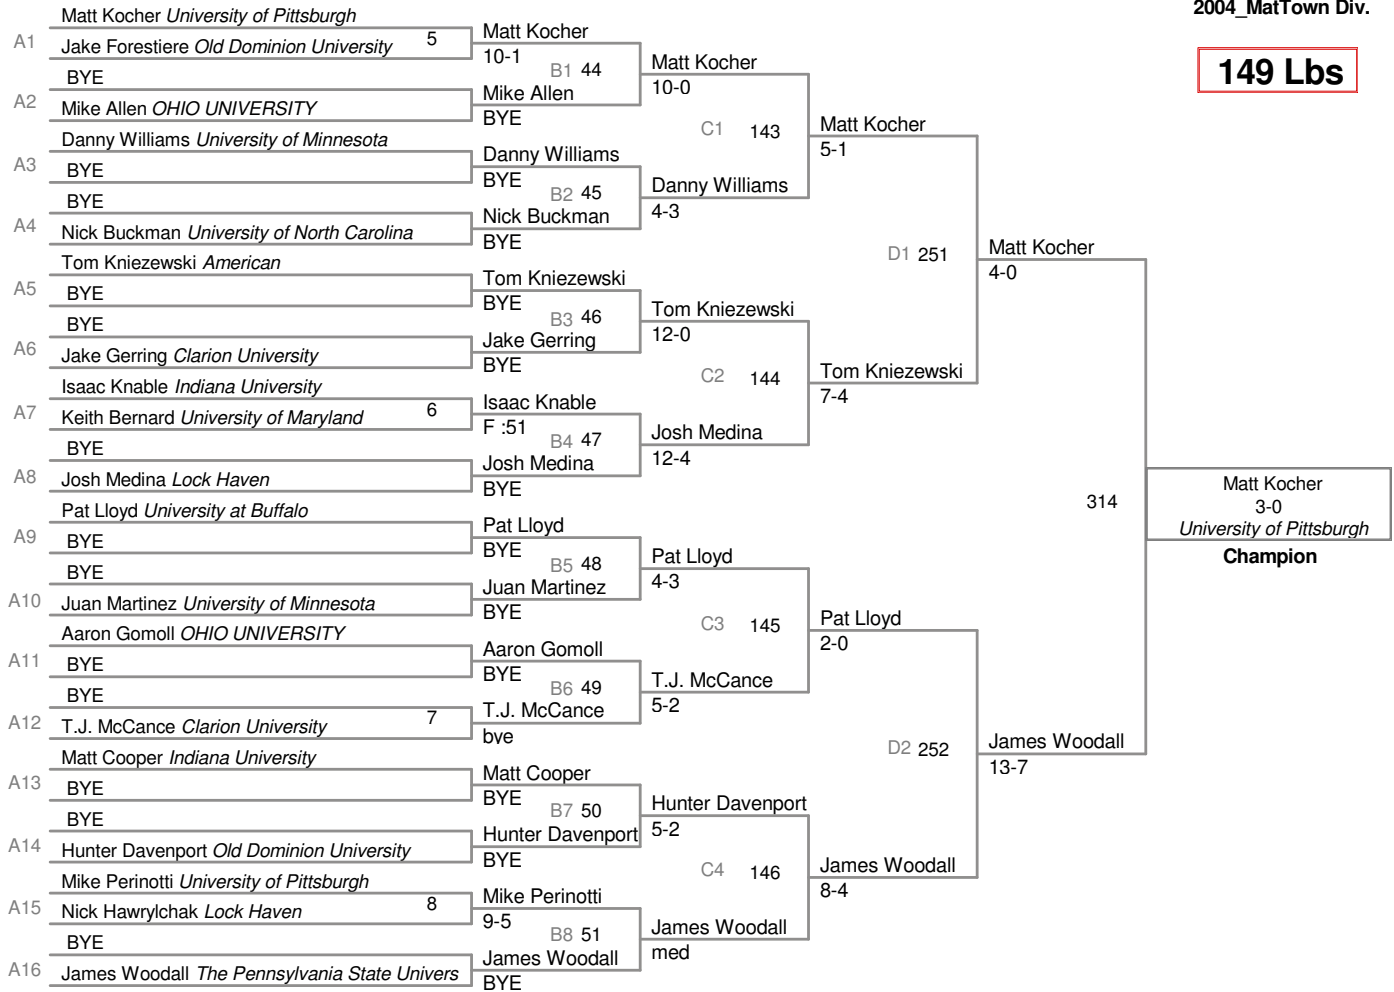 2004_MatTown Div.
149 Lbs
Matt Kocher University of Pittsburgh
A1
Jake Forestiere Old Dominion University 5
BYE
A2
Mike Allen OHIO UNIVERSITY
Danny Williams University of Minnesota
A3
BYE
BYE
A4
Nick Buckman University of North Carolina
Tom Kniezewski American
A5
BYE
BYE
A6
Jake Gerring Clarion University
Isaac Knable Indiana University
A7
Keith Bernard University of Maryland 6
BYE
A8
Josh Medina Lock Haven
Pat Lloyd University at Buffalo
A9
BYE
BYE
A10
Juan Martinez University of Minnesota
Aaron Gomoll OHIO UNIVERSITY
A11
BYE
BYE
A12
T.J. McCance Clarion University 7
Matt Cooper Indiana University
A13
BYE
BYE
A14
Hunter Davenport Old Dominion University
Mike Perinotti University of Pittsburgh
A15
Nick Hawrylchak Lock Haven 8
BYE
A16
James Woodall The Pennsylvania State Univers
Matt Kocher
10-1
B1 44
Mike Allen
BYE
Danny Williams
BYE
B2 45
Nick Buckman
BYE
Tom Kniezewski
BYE
B3 46
Jake Gerring
BYE
Isaac Knable
F :51
B4 47
Josh Medina
BYE
Pat Lloyd
BYE
B5 48
Juan Martinez
BYE
Aaron Gomoll
BYE
B6 49
T.J. McCance
bye
Matt Cooper
BYE
B7 50
Hunter Davenport
BYE
Mike Perinotti
9-5
B8 51
James Woodall
BYE
Matt Kocher
10-0
C1 143
Danny Williams
4-3
Tom Kniezewski
12-0
C2 144
Josh Medina
12-4
Pat Lloyd
4-3
C3 145
T.J. McCance
5-2
Hunter Davenport
5-2
C4 146
James Woodall
med
Matt Kocher
5-1
D1 251
Tom Kniezewski
7-4
Pat Lloyd
2-0
D2 252
James Woodall
8-4
Matt Kocher
4-0
314
James Woodall
13-7
Matt Kocher
3-0
University of Pittsburgh
Champion